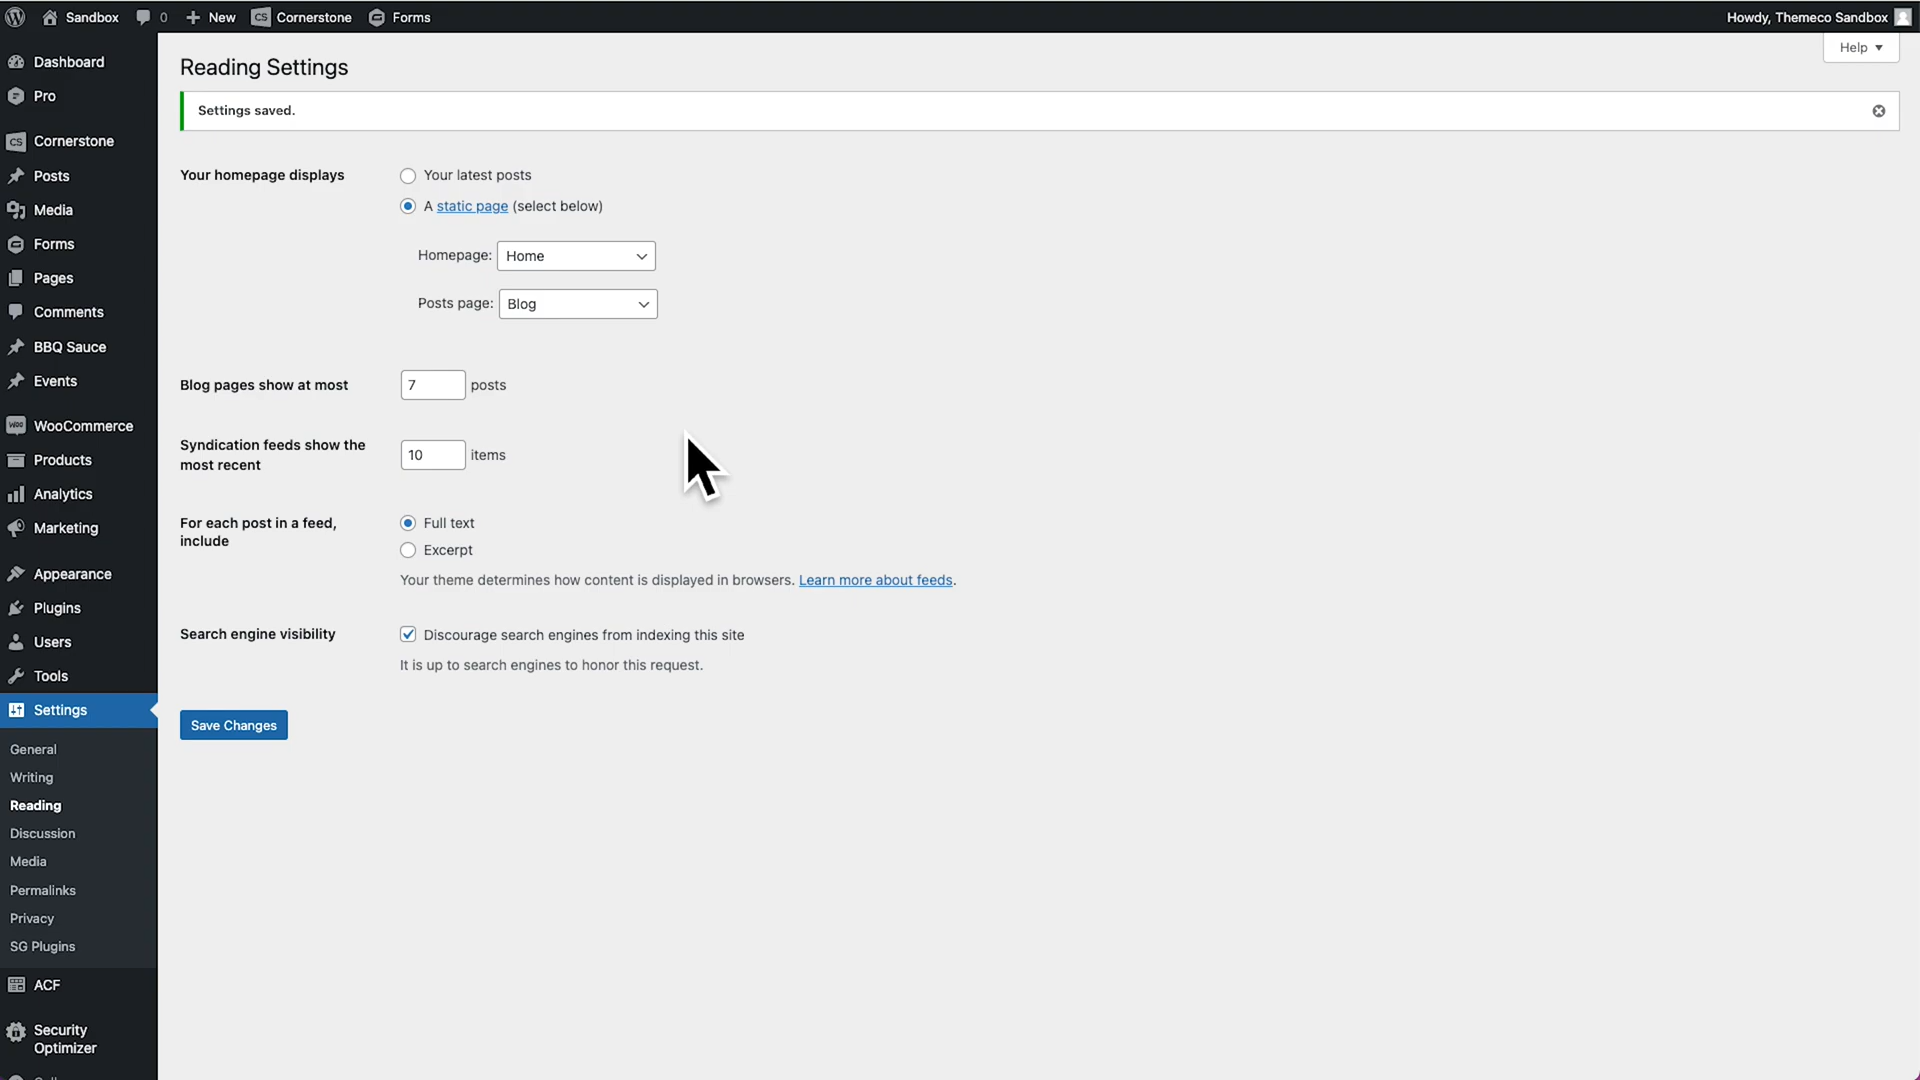 Sandbox
0
New
CS Cornerstone
Forms
Howdy, Themeco Sandbox
Help
Dashboard
Pro
CS Cornerstone
Posts
Media
Forms
Pages
Comments
BBQ Sauce
Events
Woo WooCommerce
Products
Analytics
Marketing
Appearance
Plugins
Users
Tools
Settings
General
Writing
Reading
Discussion
Media
Permalinks
Privacy
SG Plugins
ACF
Security
Optimizer
Reading Settings
Settings saved.
Your homepage displays
Your latest posts
A static page (select below)
Homepage: Home
Posts page: Blog
Blog pages show at most
7 posts
Syndication feeds show the
most recent
10 items
For each post in a feed,
include
Full text
Excerpt
Your theme determines how content is displayed in browsers. Learn more about feeds.
Search engine visibility
Discourage search engines from indexing this site
It is up to search engines to honor this request.
Save Changes